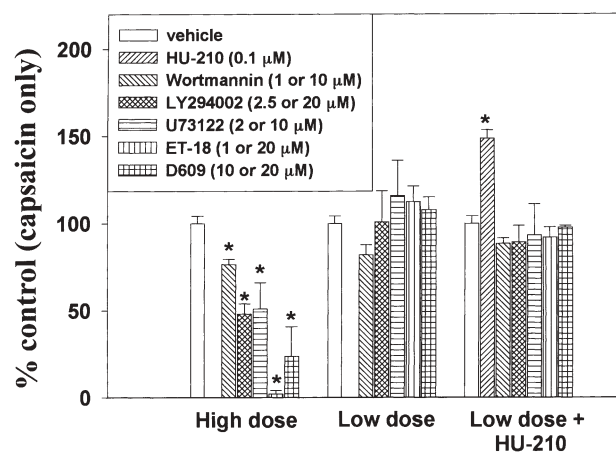 % control (capsaicin only)
200
150
100
50
0
vehicle
HU-210 (0.1 μM)
Wortmannin (1 or 10 μM)
LY294002 (2.5 or 20 μM)
U73122 (2 or 10 μM)
ET-18 (1 or 20 μM)
D609 (10 or 20 μM)
*
*
*
*
*
*
High dose
Low dose
Low dose +
HU-210